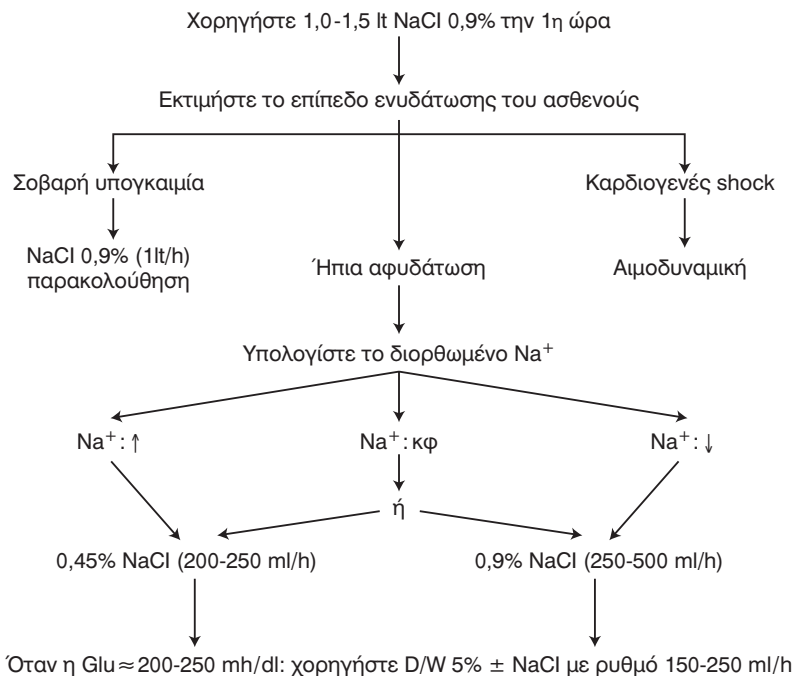 Χορηγήστε 1,0-1,5 lt NaCl 0,9% την 1η ώρα
Εκτιμήστε το επίπεδο ενυδάτωσης του ασθενούς
Σοβαρή υπογκαιμία
Καρδιογενές shock
NaCl 0,9% (1lt/h)
παρακολούθηση
Ήπια αφυδάτωση
Αιμοδυναμική
Υπολογίστε το διορθωμένο Na⁺
Na⁺: ↑
Na⁺: κφ
Na⁺: ↓
ή
0,45% NaCl (200-250 ml/h)
0,9% NaCl (250-500 ml/h)
Όταν η Glu ≈ 200-250 mh/dl: χορηγήστε D/W 5% ± NaCl με ρυθμό 150-250 ml/h